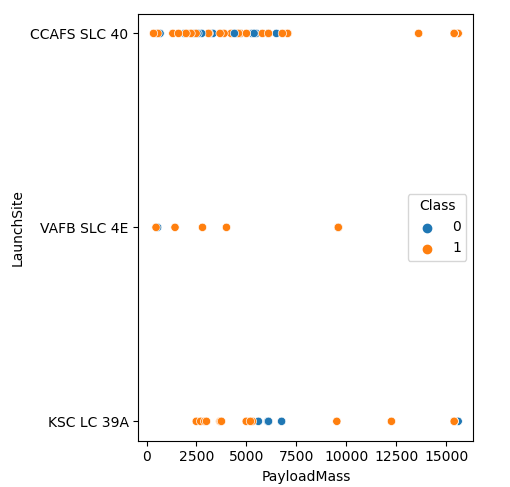 CCAFS SLC 40
VAFB SLC 4E
KSC LC 39A
LaunchSite
Class
0
1
0 2500 5000 7500 10000 12500 15000
PayloadMass